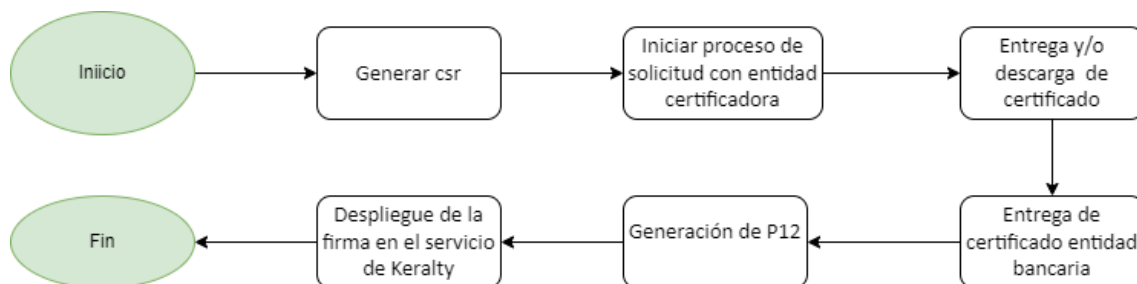 Iniicio
Generar csr
Iniciar proceso de
solicitud con entidad
certificadora
Entrega y/o
descarga de
certificado
Entrega de
certificado entidad
bancaria
Generación de P12
Despliegue de la
firma en el servicio
de Keralty
Fin